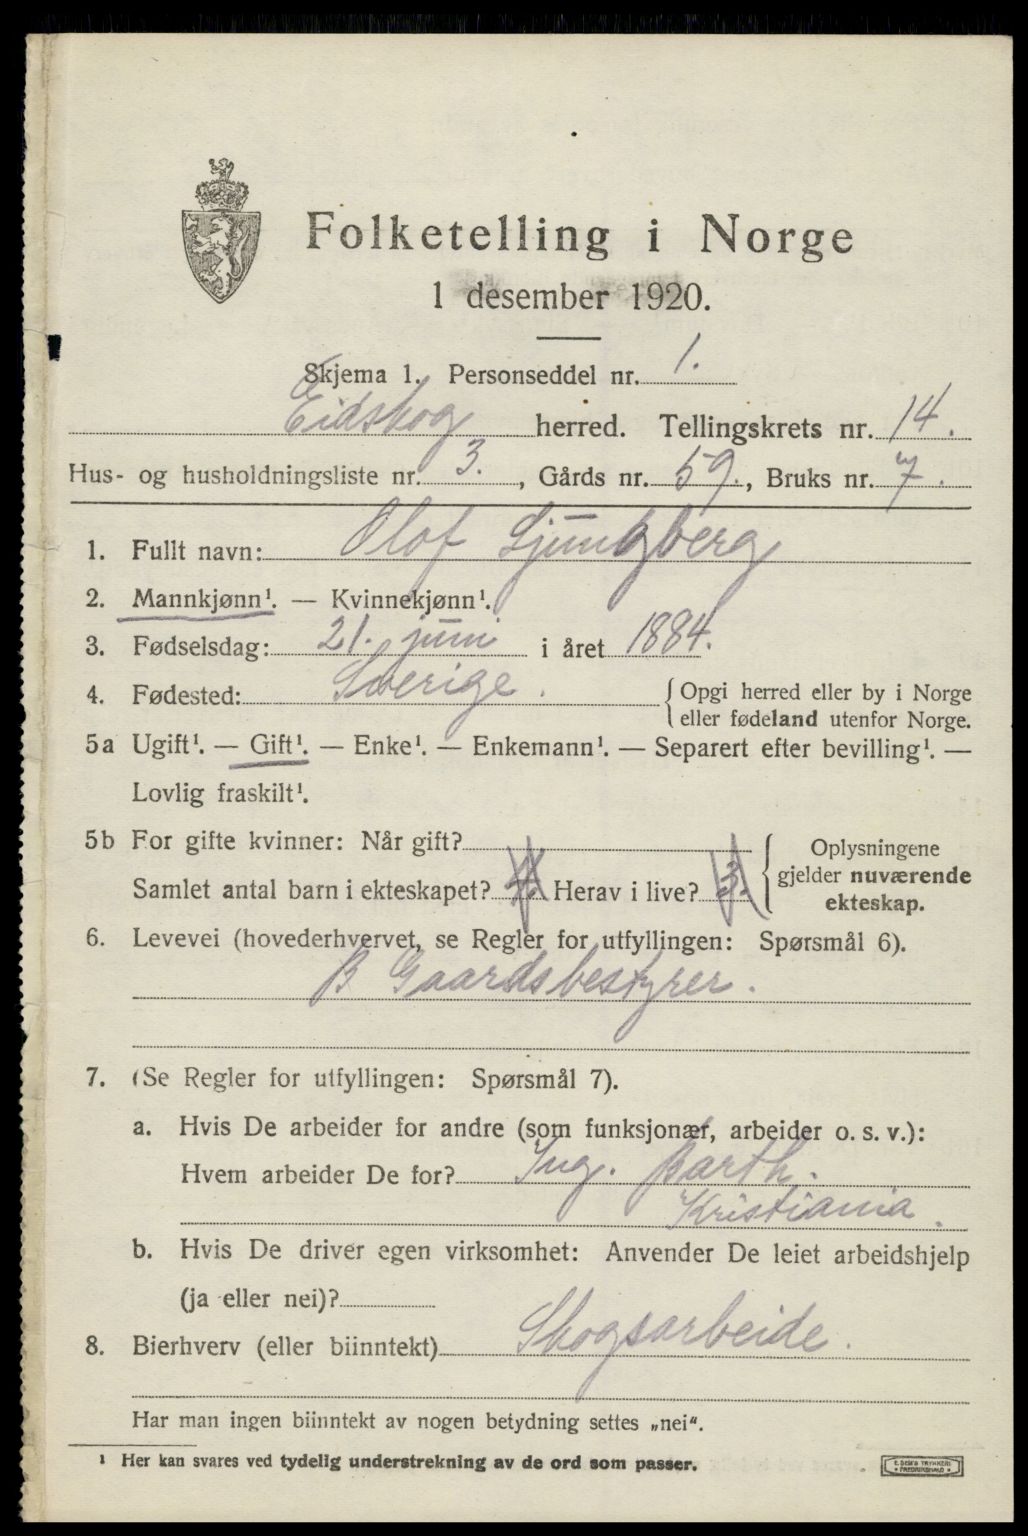 Folketelling i Norge
1 desember 1920.
Skjema 1. Personseddel nr. 1.
Eidskog herred. Tellingskrets nr. 14.
Hus- og husholdningsliste nr. 3., Gårds nr. 59., Bruks nr. 7.
1. Fullt navn: Olof Ljungberg
2. Mannkjønn¹. — Kvinnekjønn¹.
3. Fødselsdag: 21. juni i året 1884.
4. Fødested: Sverige. { Opgi herred eller by i Norge
eller fødeland utenfor Norge.
5a Ugift¹. — Gift¹. — Enke¹. — Enkemann¹. — Separert efter bevilling¹. —
Lovlig fraskilt¹.
5b For gifte kvinner: Når gift?
Samlet antal barn i ekteskapet? Herav i live? 3.
{ Oplysningene
gjelder nuværende
ekteskap.
6. Levevei (hovederhvervet, se Regler for utfyllingen: Spørsmål 6).
B Gaardsbestyrer.
7. (Se Regler for utfyllingen: Spørsmål 7).
a. Hvis De arbeider for andre (som funksjonær, arbeider o. s. v.):
Hvem arbeider De for? Ing. Barth.
Kristiania.
b. Hvis De driver egen virksomhet: Anvender De leiet arbeidshjelp
(ja eller nei)?
8. Bierhverv (eller biinntekt) Skogsarbeide.
Har man ingen biinntekt av nogen betydning settes „nei“.
¹ Her kan svares ved tydelig understrekning av de ord som passer.
E. SEM'S TRYKKERI
FREDRIKSHALD